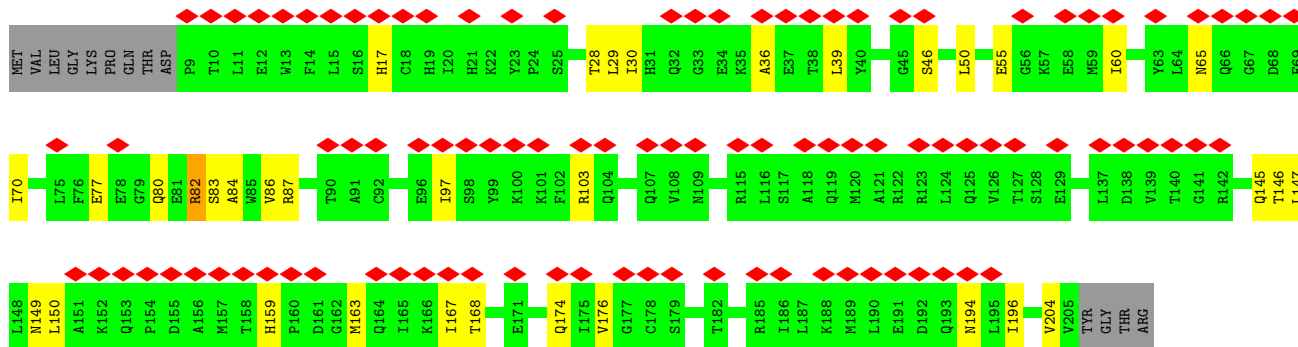 MET VAL LEU GLY LYS PRO GLN THR ASP P9 T10 L11 E12 W13 F14 L15 S16 H17 C18 H19 I20 H21 K22 Y23 P24 S25 T28 L29 I30 H31 Q32 G33 E34 K35 A36 E37 T38 L39 Y40 G45 S46 L50 E55 G56 K57 E58 M59 I60 Y63 L64 N65 Q66 G67 D68 E69
I70 L75 F76 E77 E78 G79 Q80 E81 R82 S83 A84 W85 V86 R87 T90 A91 C92 E96 I97 S98 Y99 K100 K101 F102 R103 Q104 Q107 V108 N109 R115 L116 S117 A118 Q119 M120 A121 R122 R123 L124 Q125 V126 T127 S128 E129 L137 D138 V139 T140 G141 R142 Q145 T146 L147
L148 N149 L150 A151 K152 Q153 P154 D155 A156 M157 T158 H159 P160 D161 G162 M163 Q164 I165 K166 I167 T168 E171 Q174 I175 V176 G177 C178 S179 T182 R185 I186 L187 K188 M189 L190 E191 D192 Q193 N194 L195 I196 V204 V205 TYR GLY THR ARG